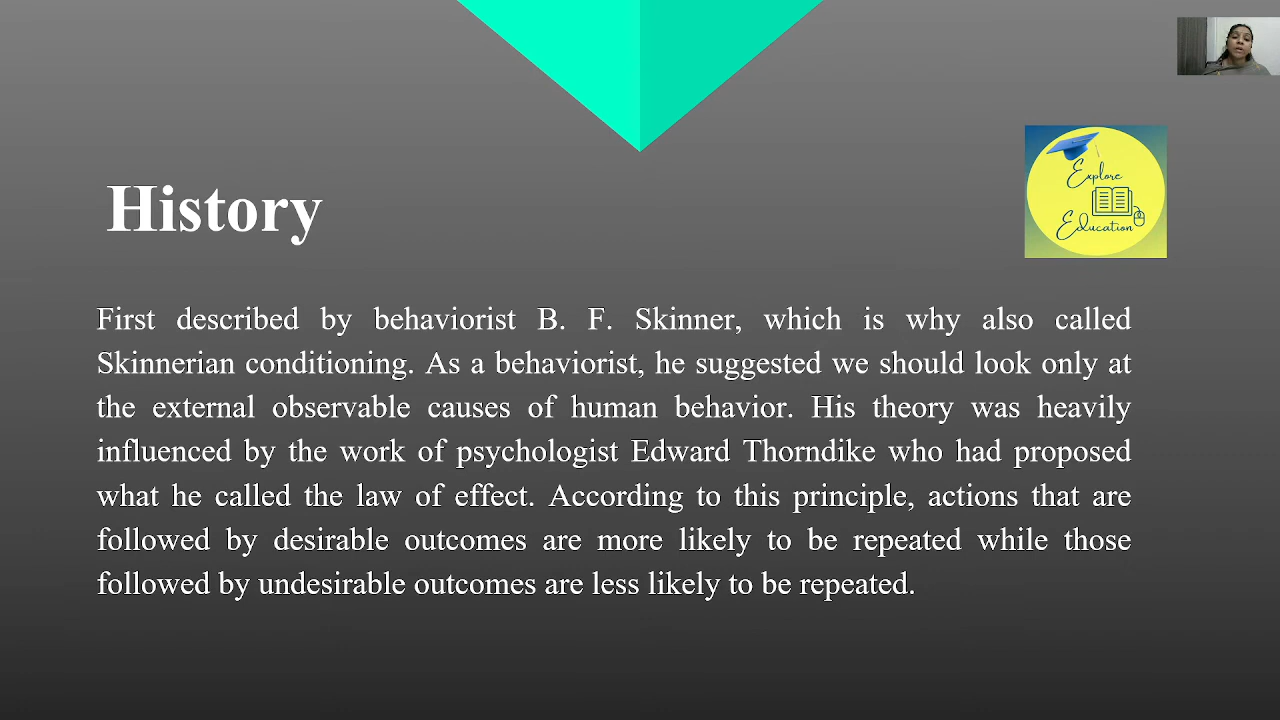 Explore
Education
History
First described by behaviorist B. F. Skinner, which is why also called
Skinnerian conditioning. As a behaviorist, he suggested we should look only at
the external observable causes of human behavior. His theory was heavily
influenced by the work of psychologist Edward Thorndike who had proposed
what he called the law of effect. According to this principle, actions that are
followed by desirable outcomes are more likely to be repeated while those
followed by undesirable outcomes are less likely to be repeated.